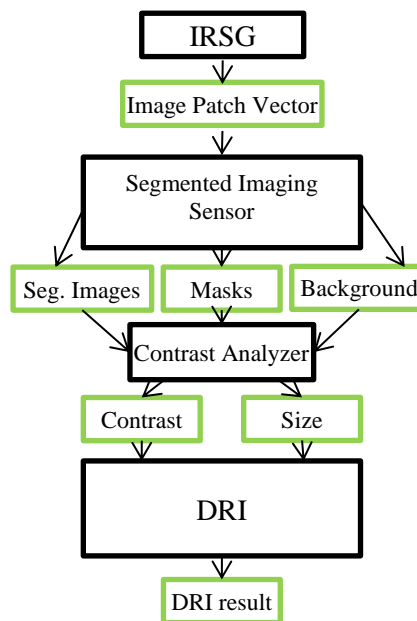 IRSG
Image Patch Vector
Segmented Imaging
Sensor
Seg. Images
Masks
Background
Contrast Analyzer
Contrast
Size
DRI
DRI result